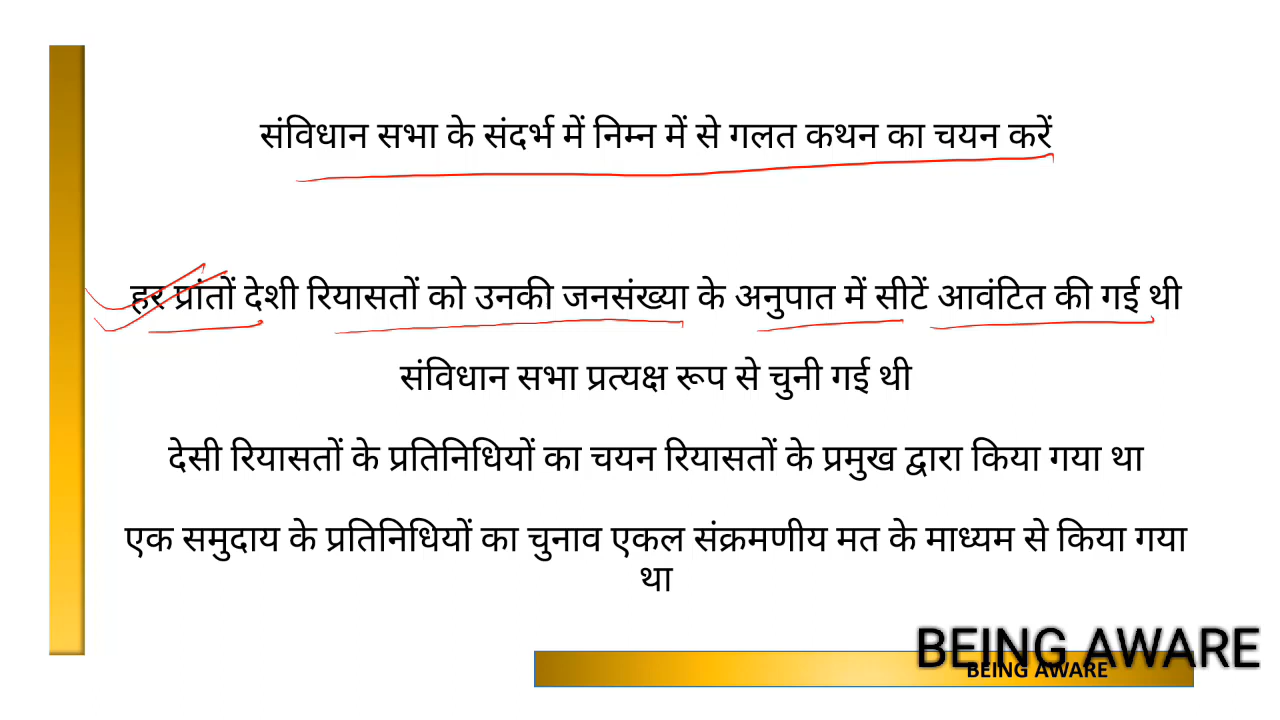 संविधान सभा के संदर्भ में निम्न में से गलत कथन का चयन करें
हर प्रांतों देशी रियासतों को उनकी जनसंख्या के अनुपात में सीटें आवंटित की गई थी
संविधान सभा प्रत्यक्ष रूप से चुनी गई थी
देसी रियासतों के प्रतिनिधियों का चयन रियासतों के प्रमुख द्वारा किया गया था
एक समुदाय के प्रतिनिधियों का चुनाव एकल संक्रमणीय मत के माध्यम से किया गया
था
BEING AWARE
BEING AWARE